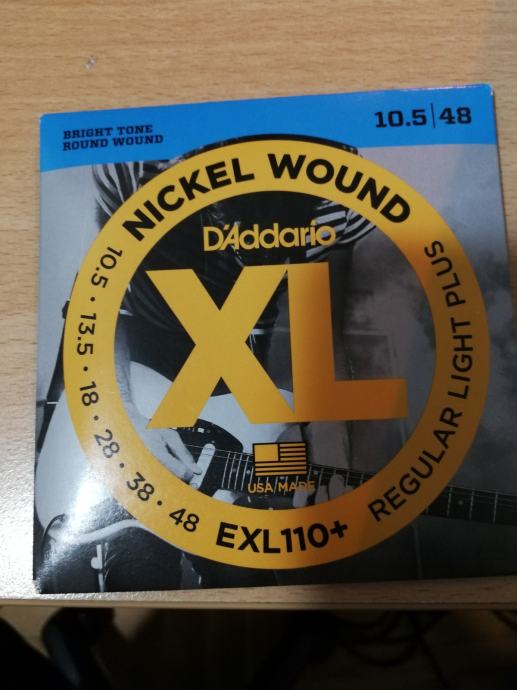 BRIGHT TONE
ROUND WOUND
10.5|48
NICKEL WOUND
D'Addario
XL
10.5 • 13.5 • 18 • 28 • 38 • 48
USA MADE
EXL110+
REGULAR LIGHT PLUS